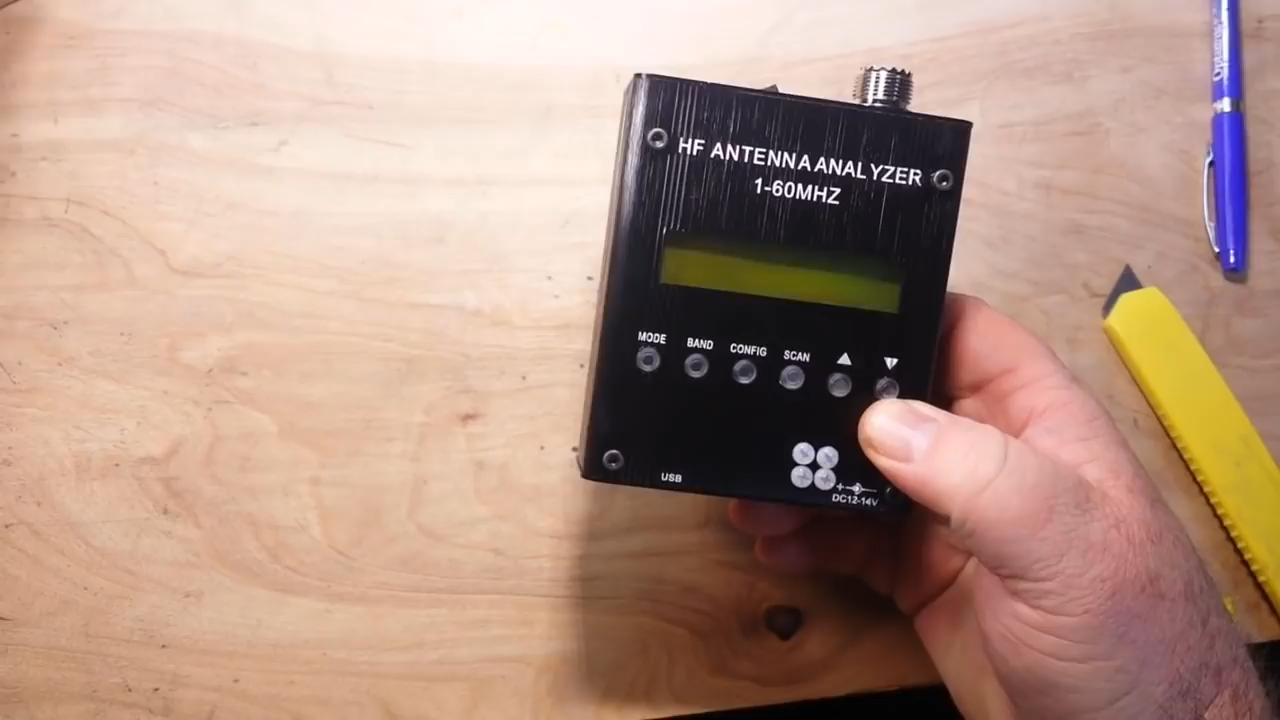 HF ANTENNA ANALYZER
1-60MHZ
MODE BAND CONFIG SCAN ▲ ▼
USB
DC12-14V